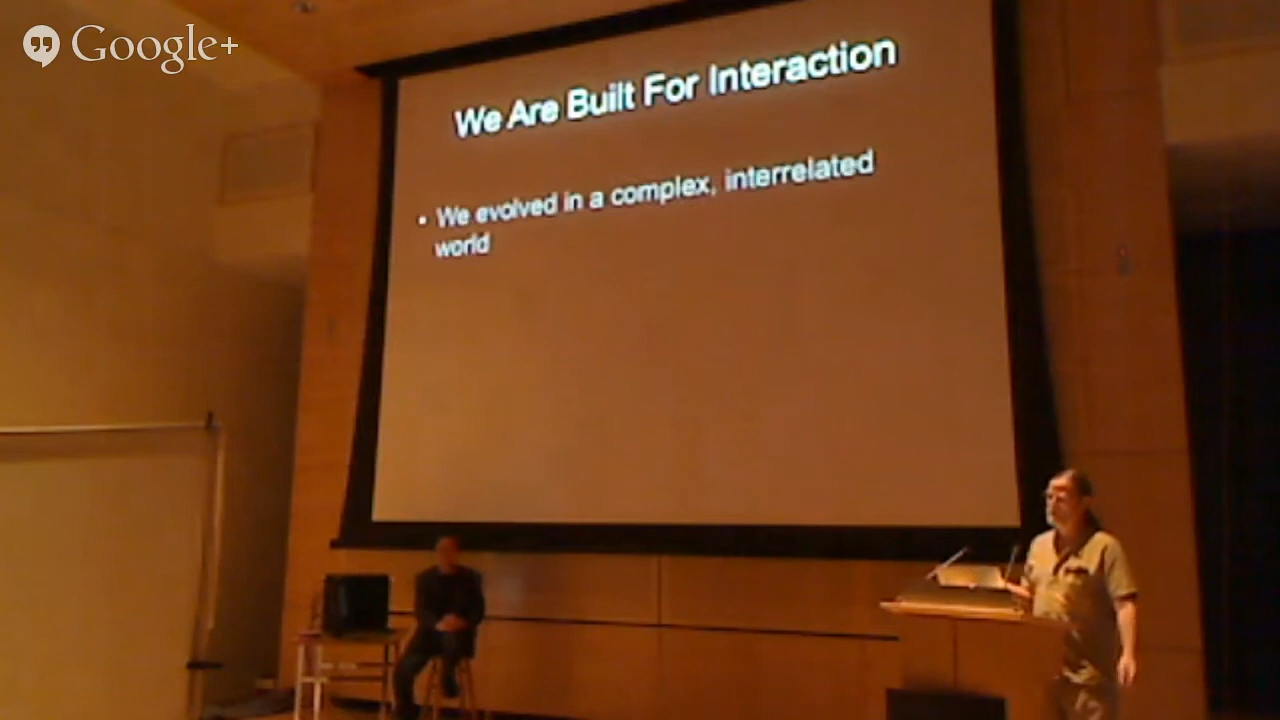 Google+
We Are Built For Interaction
• We evolved in a complex, interrelated
world